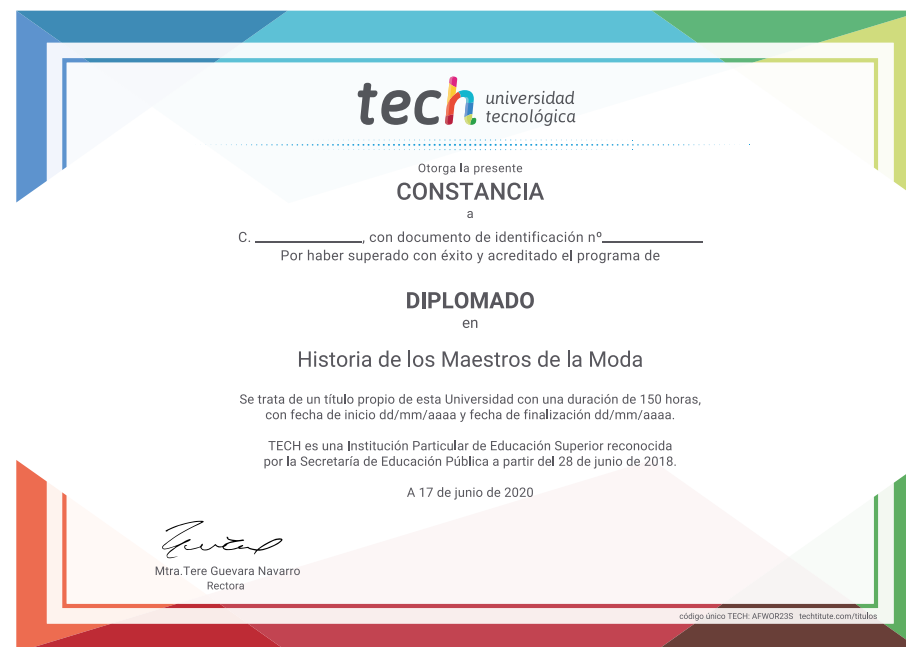 tech universidad
tecnológica
Otorga la presente
CONSTANCIA
a
C. ____________, con documento de identificación nº____________
Por haber superado con éxito y acreditado el programa de
DIPLOMADO
en
Historia de los Maestros de la Moda
Se trata de un título propio de esta Universidad con una duración de 150 horas,
con fecha de inicio dd/mm/aaaa y fecha de finalización dd/mm/aaaa.
TECH es una Institución Particular de Educación Superior reconocida
por la Secretaría de Educación Pública a partir del 28 de junio de 2018.
A 17 de junio de 2020
Mtra.Tere Guevara Navarro
Rectora
código único TECH: AFWOR23S techtitute.com/titulos